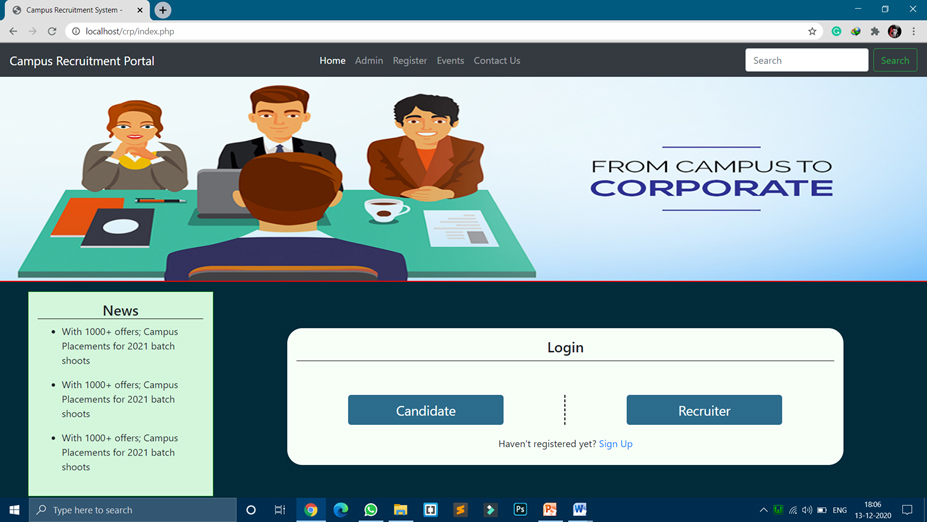 Campus Recruitment System -
localhost/crp/index.php
Campus Recruitment Portal
Home Admin Register Events Contact Us
Search Search
FROM CAMPUS TO
CORPORATE
News
With 1000+ offers; Campus
Placements for 2021 batch
shoots
With 1000+ offers; Campus
Placements for 2021 batch
shoots
With 1000+ offers; Campus
Placements for 2021 batch
shoots
Login
Candidate Recruiter
Haven't registered yet? Sign Up
Type here to search
Ps
ENG
18:06
13-12-2020